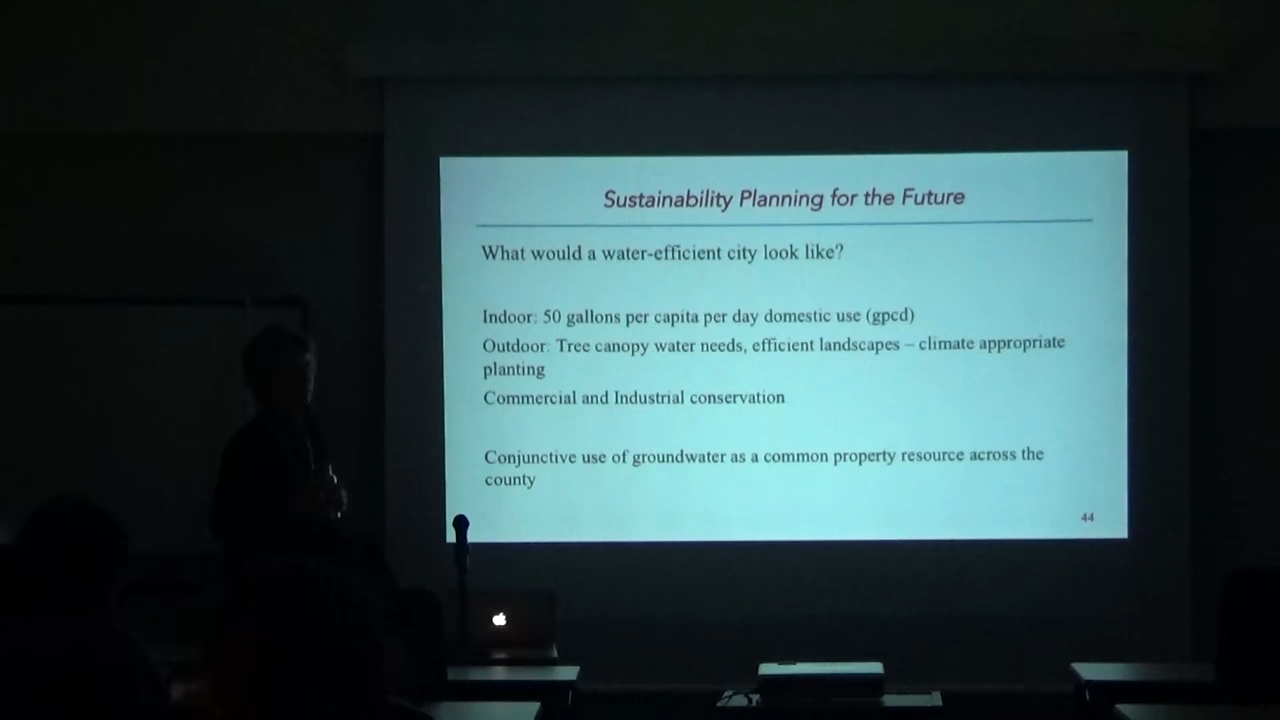 Sustainability Planning for the Future
What would a water-efficient city look like?
Indoor: 50 gallons per capita per day domestic use (gpcd)
Outdoor: Tree canopy water needs, efficient landscapes – climate appropriate
planting
Commercial and Industrial conservation
Conjunctive use of groundwater as a common property resource across the
county
44